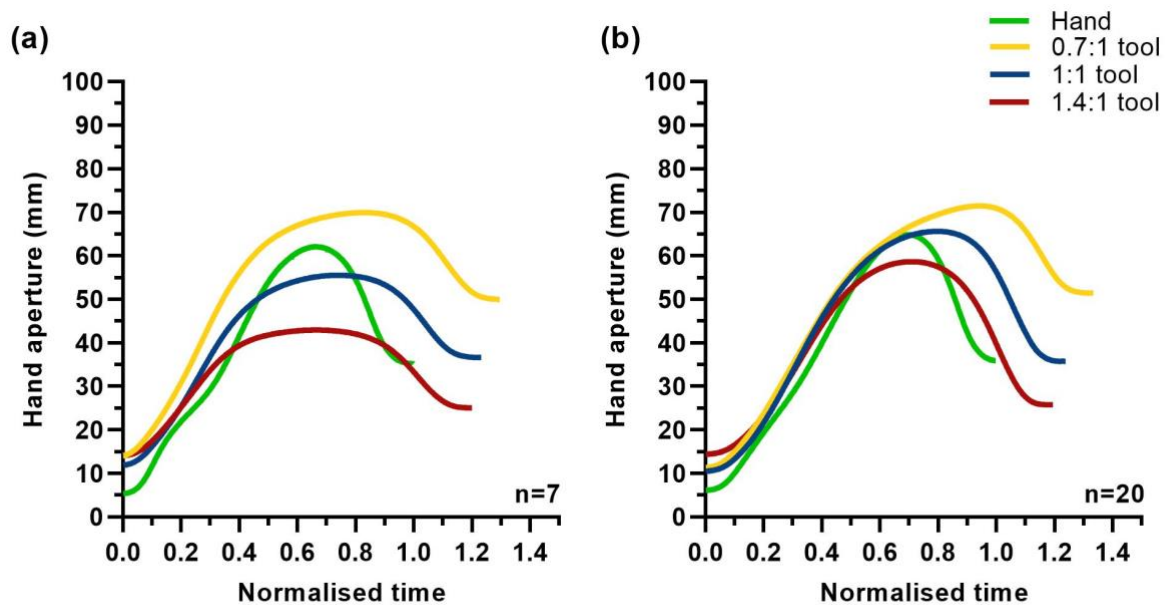 (a)
(b)
Hand
0.7:1 tool
1:1 tool
1.4:1 tool
Hand aperture (mm)
100
90
80
70
60
50
40
30
20
10
0
n=7
0.0 0.2 0.4 0.6 0.8 1.0 1.2 1.4
Normalised time
Hand aperture (mm)
100
90
80
70
60
50
40
30
20
10
0
n=20
0.0 0.2 0.4 0.6 0.8 1.0 1.2 1.4
Normalised time